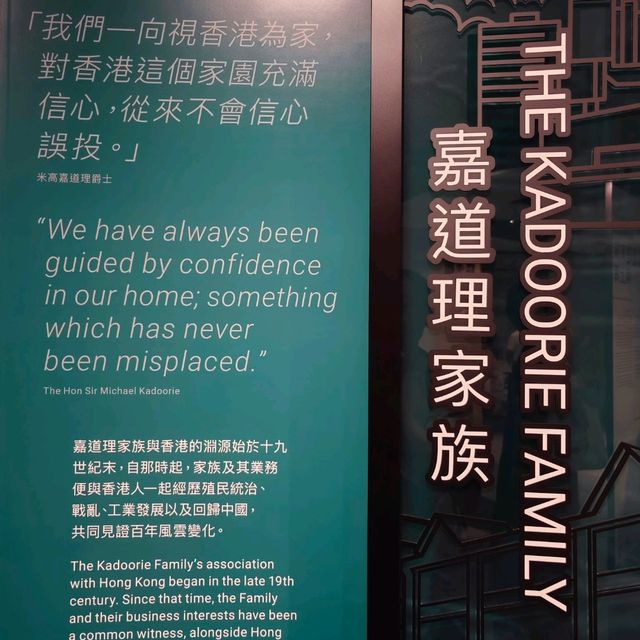 「我們一向視香港為家，
對香港這個家園充滿
信心，從來不會信心
誤投。」
米高嘉道理爵士
“We have always been
guided by confidence
in our home; something
which has never
been misplaced.”
The Hon Sir Michael Kadoorie
嘉道理家族與香港的淵源始於十九
世紀末，自那時起，家族及其業務
便與香港人一起經歷殖民統治、
戰亂、工業發展以及回歸中國，
共同見證百年風雲變化。
The Kadoorie Family’s association
with Hong Kong began in the late 19th
century. Since that time, the Family
and their business interests have been
a common witness, alongside Hong
THE KADOORIE FAMILY
嘉道理家族